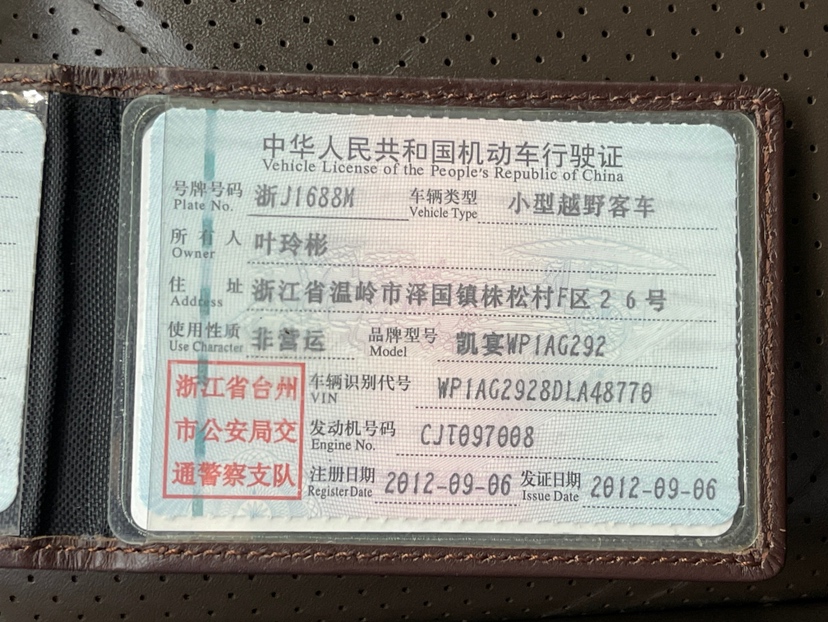 中华人民共和国机动车行驶证
Vehicle License of the People's Republic of China
号牌号码 浙J1688M 车辆类型 小型越野客车
Plate No. Vehicle Type
所有人 叶玲彬
Owner
住址 浙江省温岭市泽国镇株松村F区26号
Address
使用性质 非营运 品牌型号 凯宴WP1AG292
Use Character Model
浙江省台州
市公安局交
通警察支队
车辆识别代号 WP1AG2928DLA48770
VIN
发动机号码 CJT097008
Engine No.
注册日期 2012-09-06 发证日期 2012-09-06
Register Date Issue Date